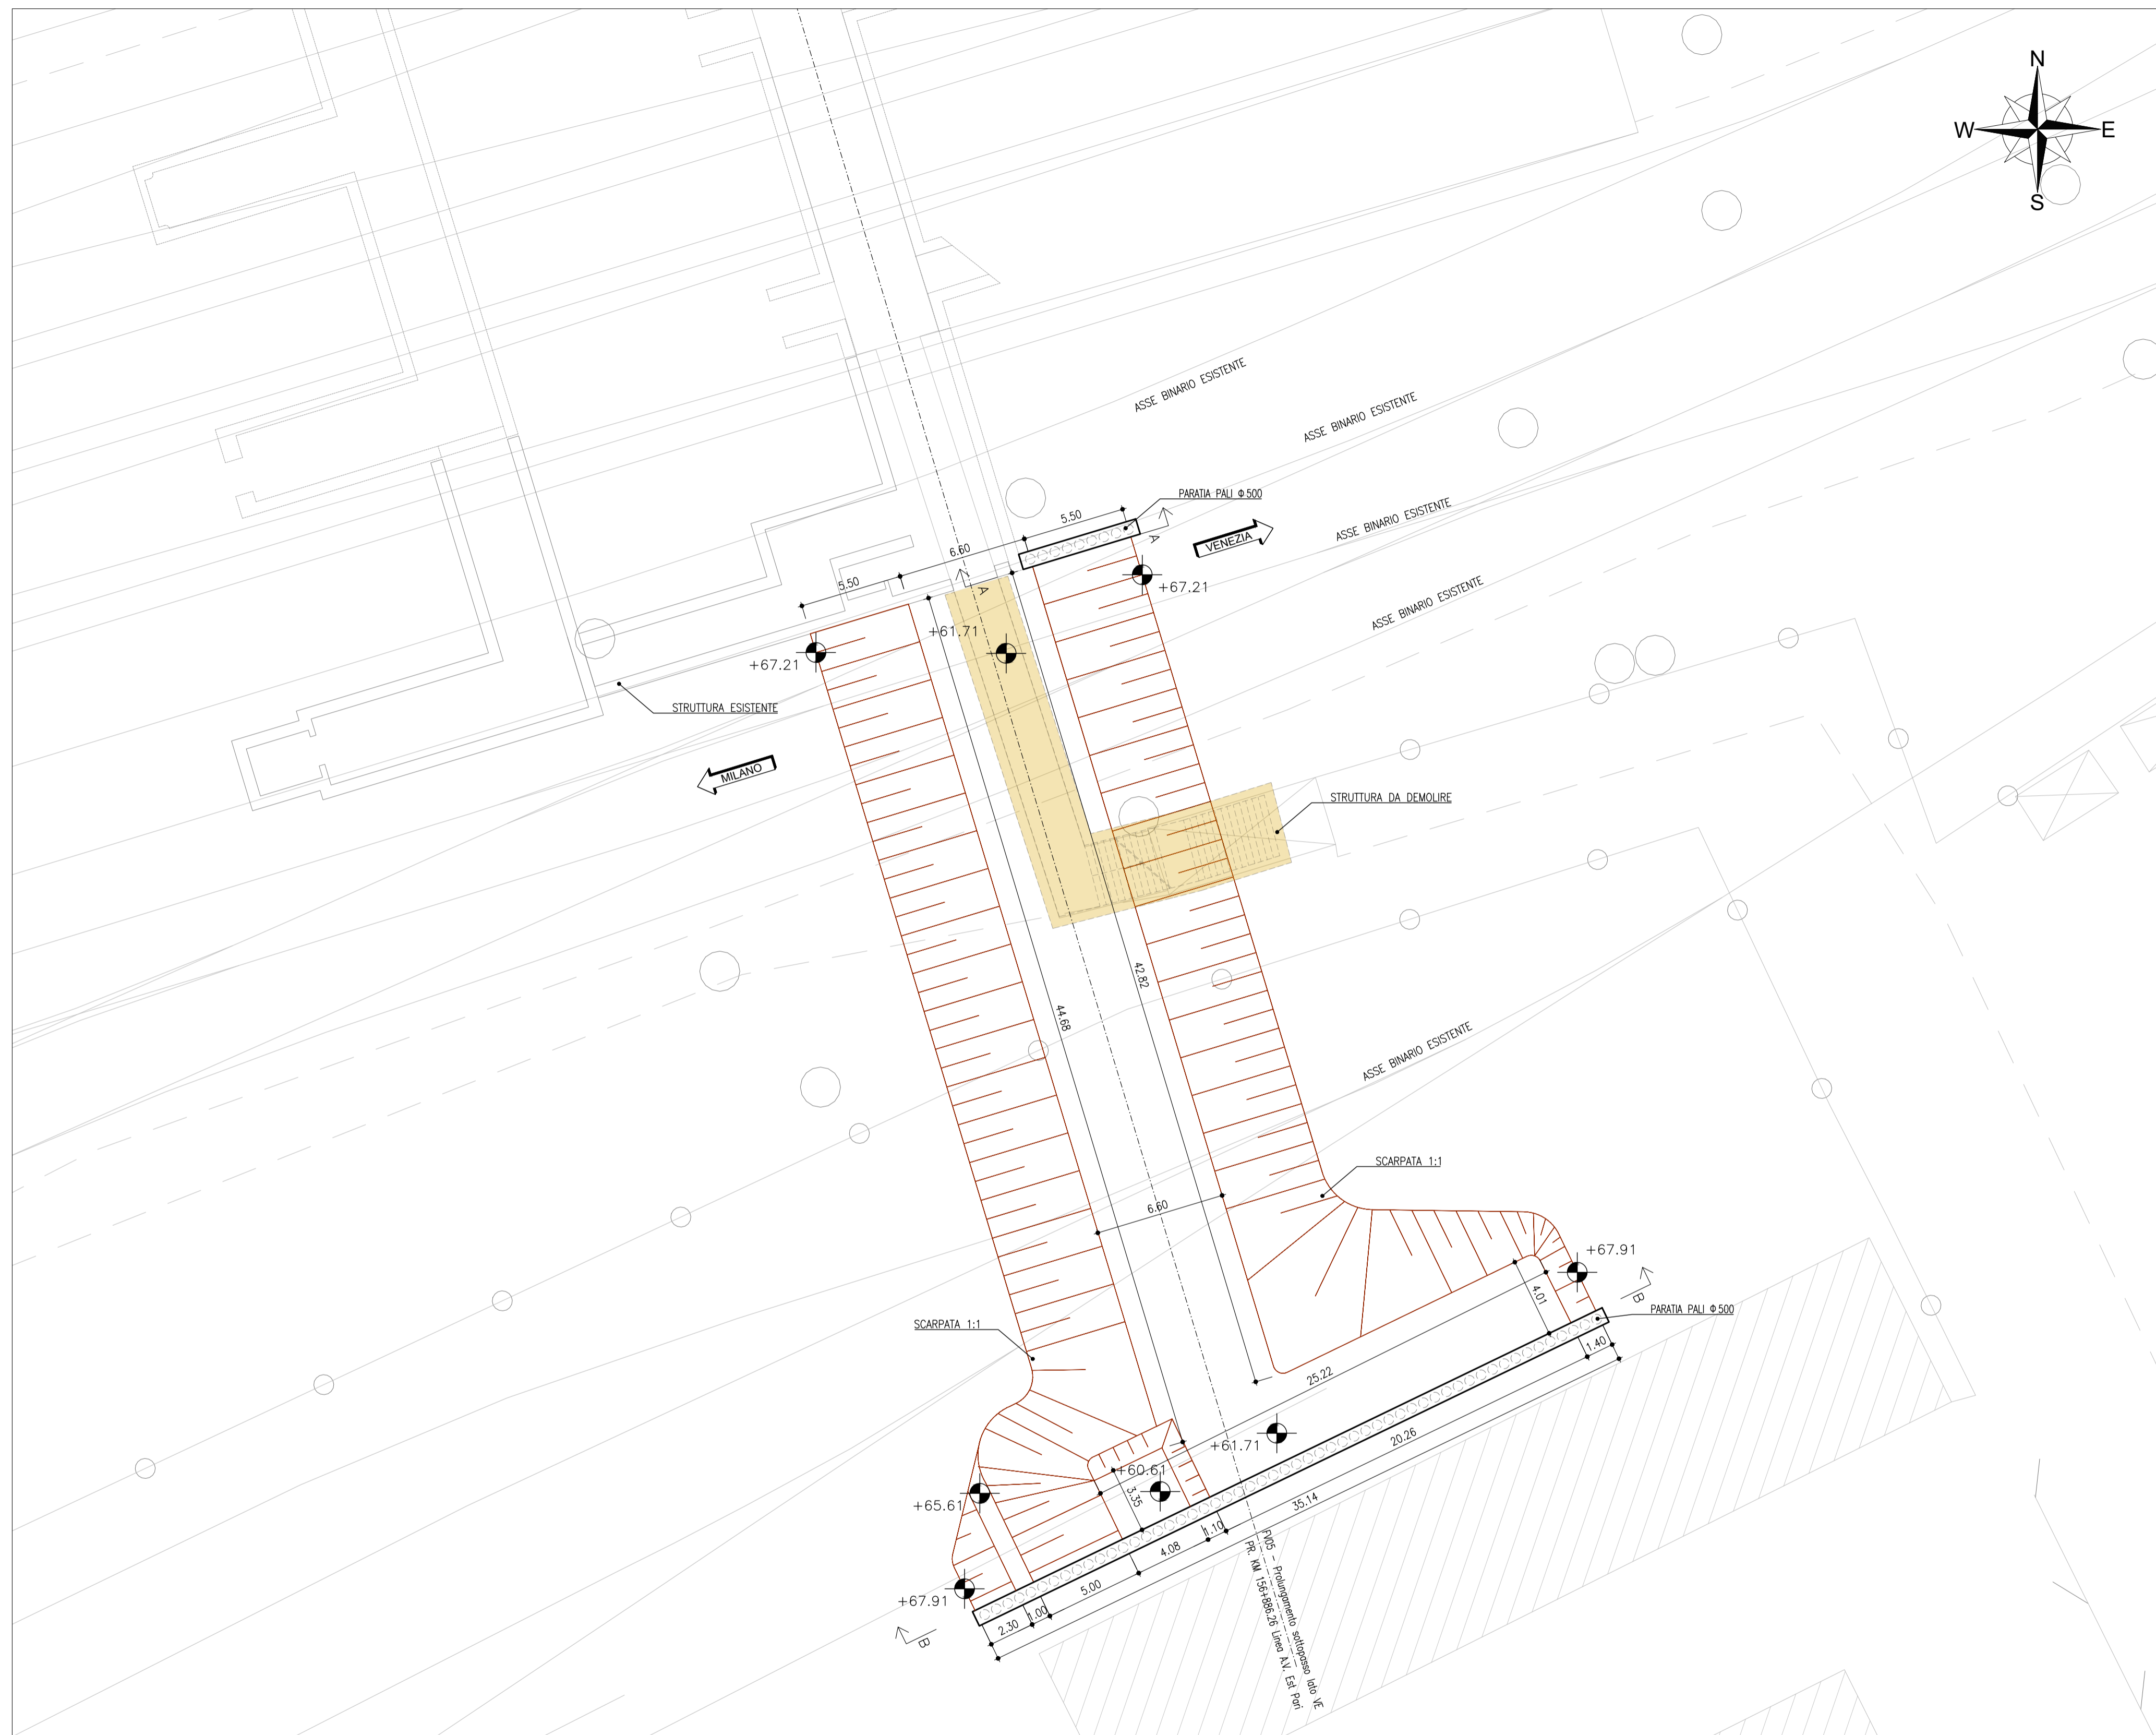 N
W
E
S
ASSE BINARIO ESISTENTE
ASSE BINARIO ESISTENTE
PARATIA PALI Φ500
5.50
ASSE BINARIO ESISTENTE
A
VENEZIA
6.60
5.50
A
+67.21
ASSE BINARIO ESISTENTE
+61.71
+67.21
STRUTTURA ESISTENTE
MILANO
STRUTTURA DA DEMOLIRE
42.82
44.68
ASSE BINARIO ESISTENTE
SCARPATA 1:1
6.60
+67.91
4.01
B
PARATIA PALI Φ500
SCARPATA 1:1
1.40
25.22
+61.71
20.26
+60.61
3.35
+65.61
35.14
1.10
4.08
5.00
+67.91
1.00
2.30
B
FV05 - Prolungamento sottopasso lato VE
PR. KM 156+886.26 Linea A.V. Est Pari